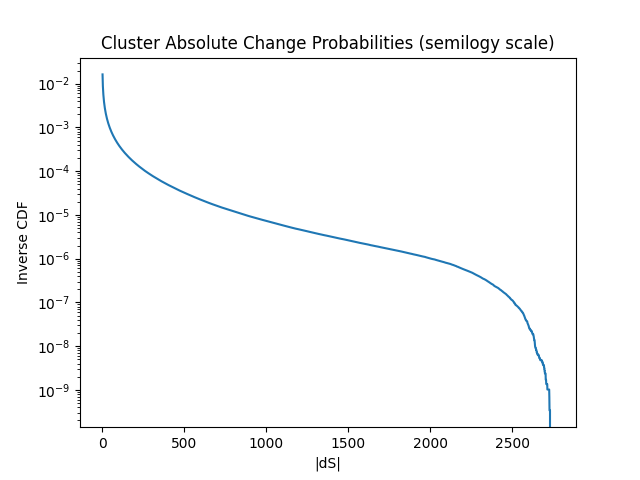 Cluster Absolute Change Probabilities (semilogy scale)
Inverse CDF
10⁻²
10⁻³
10⁻⁴
10⁻⁵
10⁻⁶
10⁻⁷
10⁻⁸
10⁻⁹
0 500 1000 1500 2000 2500
|dS|